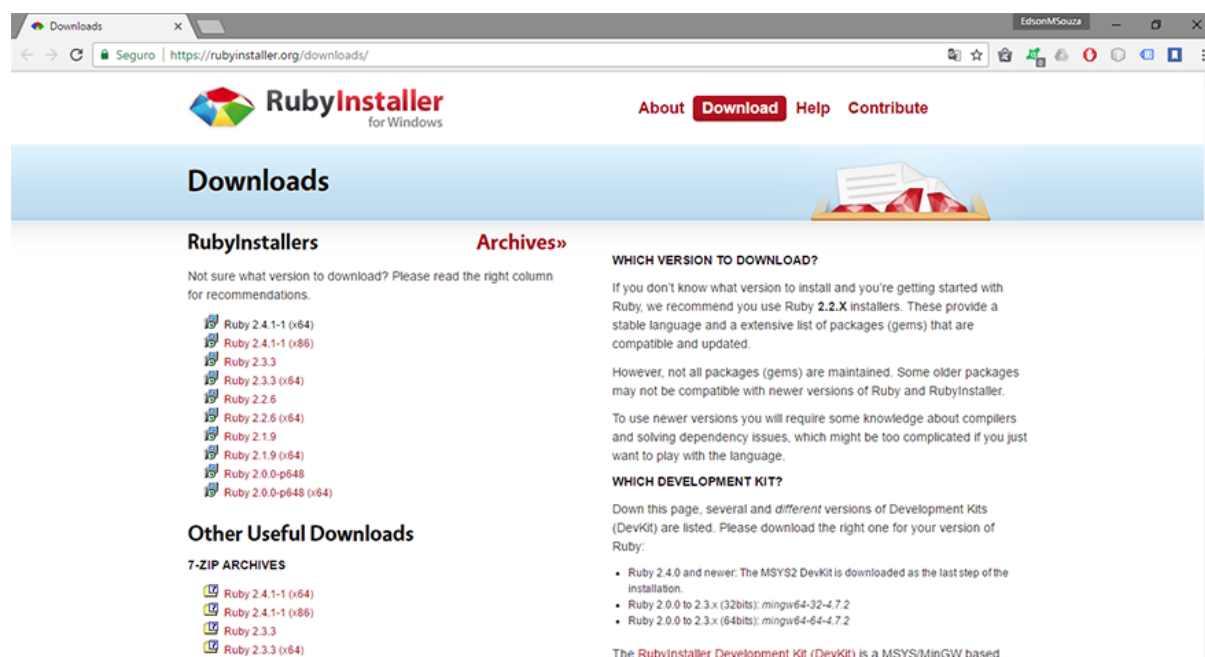 Downloads
EdsonMSouza
Seguro | https://rubyinstaller.org/downloads/
RubyInstaller
for Windows
About Download Help Contribute
Downloads
RubyInstallers Archives»
Not sure what version to download? Please read the right column
for recommendations.
Ruby 2.4.1-1 (x64)
Ruby 2.4.1-1 (x86)
Ruby 2.3.3
Ruby 2.3.3 (x64)
Ruby 2.2.6
Ruby 2.2.6 (x64)
Ruby 2.1.9
Ruby 2.1.9 (x64)
Ruby 2.0.0-p648
Ruby 2.0.0-p648 (x64)
Other Useful Downloads
7-ZIP ARCHIVES
Ruby 2.4.1-1 (x64)
Ruby 2.4.1-1 (x86)
Ruby 2.3.3
Ruby 2.3.3 (x64)
WHICH VERSION TO DOWNLOAD?
If you don't know what version to install and you're getting started with
Ruby, we recommend you use Ruby 2.2.X installers. These provide a
stable language and a extensive list of packages (gems) that are
compatible and updated.
However, not all packages (gems) are maintained. Some older packages
may not be compatible with newer versions of Ruby and RubyInstaller.
To use newer versions you will require some knowledge about compilers
and solving dependency issues, which might be too complicated if you just
want to play with the language.
WHICH DEVELOPMENT KIT?
Down this page, several and different versions of Development Kits
(DevKit) are listed. Please download the right one for your version of
Ruby:
• Ruby 2.4.0 and newer: The MSYS2 DevKit is downloaded as the last step of the
installation.
• Ruby 2.0.0 to 2.3.x (32bits): mingw64-32-4.7.2
• Ruby 2.0.0 to 2.3.x (64bits): mingw64-64-4.7.2
The RubyInstaller Development Kit (DevKit) is a MSYS/MinGW based